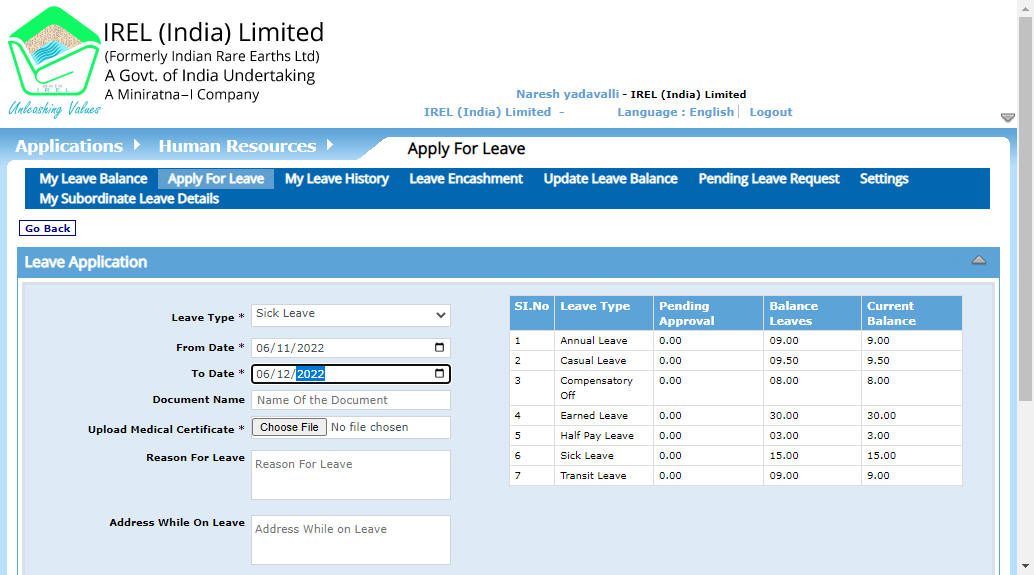 IREL (India) Limited
(Formerly Indian Rare Earths Ltd)
A Govt. of India Undertaking
A Miniratna–I Company
IREL
Unleashing Values
Naresh yadavalli - IREL (India) Limited
IREL (India) Limited - Language : English | Logout
Applications Human Resources Apply For Leave
My Leave Balance Apply For Leave My Leave History Leave Encashment Update Leave Balance Pending Leave Request Settings
My Subordinate Leave Details
Go Back
Leave Application
Leave Type * Sick Leave
From Date * 06/11/2022
To Date * 06/12/2022
Document Name Name Of the Document
Upload Medical Certificate * Choose File No file chosen
Reason For Leave Reason For Leave
Address While On Leave Address While on Leave
SI.No Leave Type Pending Approval Balance Leaves Current Balance
1 Annual Leave 0.00 09.00 9.00
2 Casual Leave 0.00 09.50 9.50
3 Compensatory Off 0.00 08.00 8.00
4 Earned Leave 0.00 30.00 30.00
5 Half Pay Leave 0.00 03.00 3.00
6 Sick Leave 0.00 15.00 15.00
7 Transit Leave 0.00 09.00 9.00